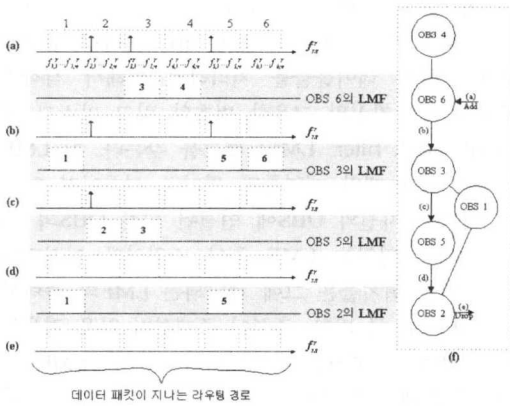 1 2 3 4 5 6
(a)
3 4
OBS 6의 LMF
(b)
1 5 6
OBS 3의 LMF
(c)
2 3
OBS 5의 LMF
(d)
1 5
OBS 2의 LMF
(e)
데이터 패킷이 지나는 라우팅 경로
OBS 4
OBS 6
(a)
Add
(b)
OBS 3
OBS 1
(c)
OBS 5
(d)
OBS 2
(e)
Drop
(f)